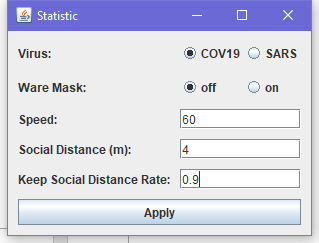 Statistic
Virus: COV19 SARS
Ware Mask: off on
Speed: 60
Social Distance (m): 4
Keep Social Distance Rate: 0.9
Apply